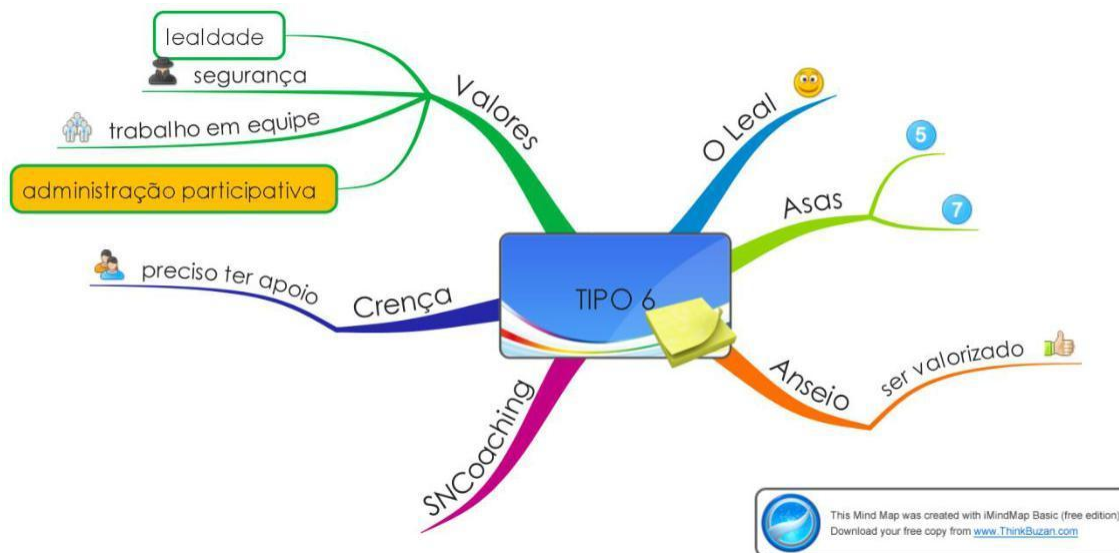 TIPO 6
O Leal
Asas
5
7
Anseio
ser valorizado
SNCoaching
Crença
preciso ter apoio
Valores
lealdade
segurança
trabalho em equipe
administração participativa
This Mind Map was created with iMindMap Basic (free edition)
Download your free copy from www.ThinkBuzan.com